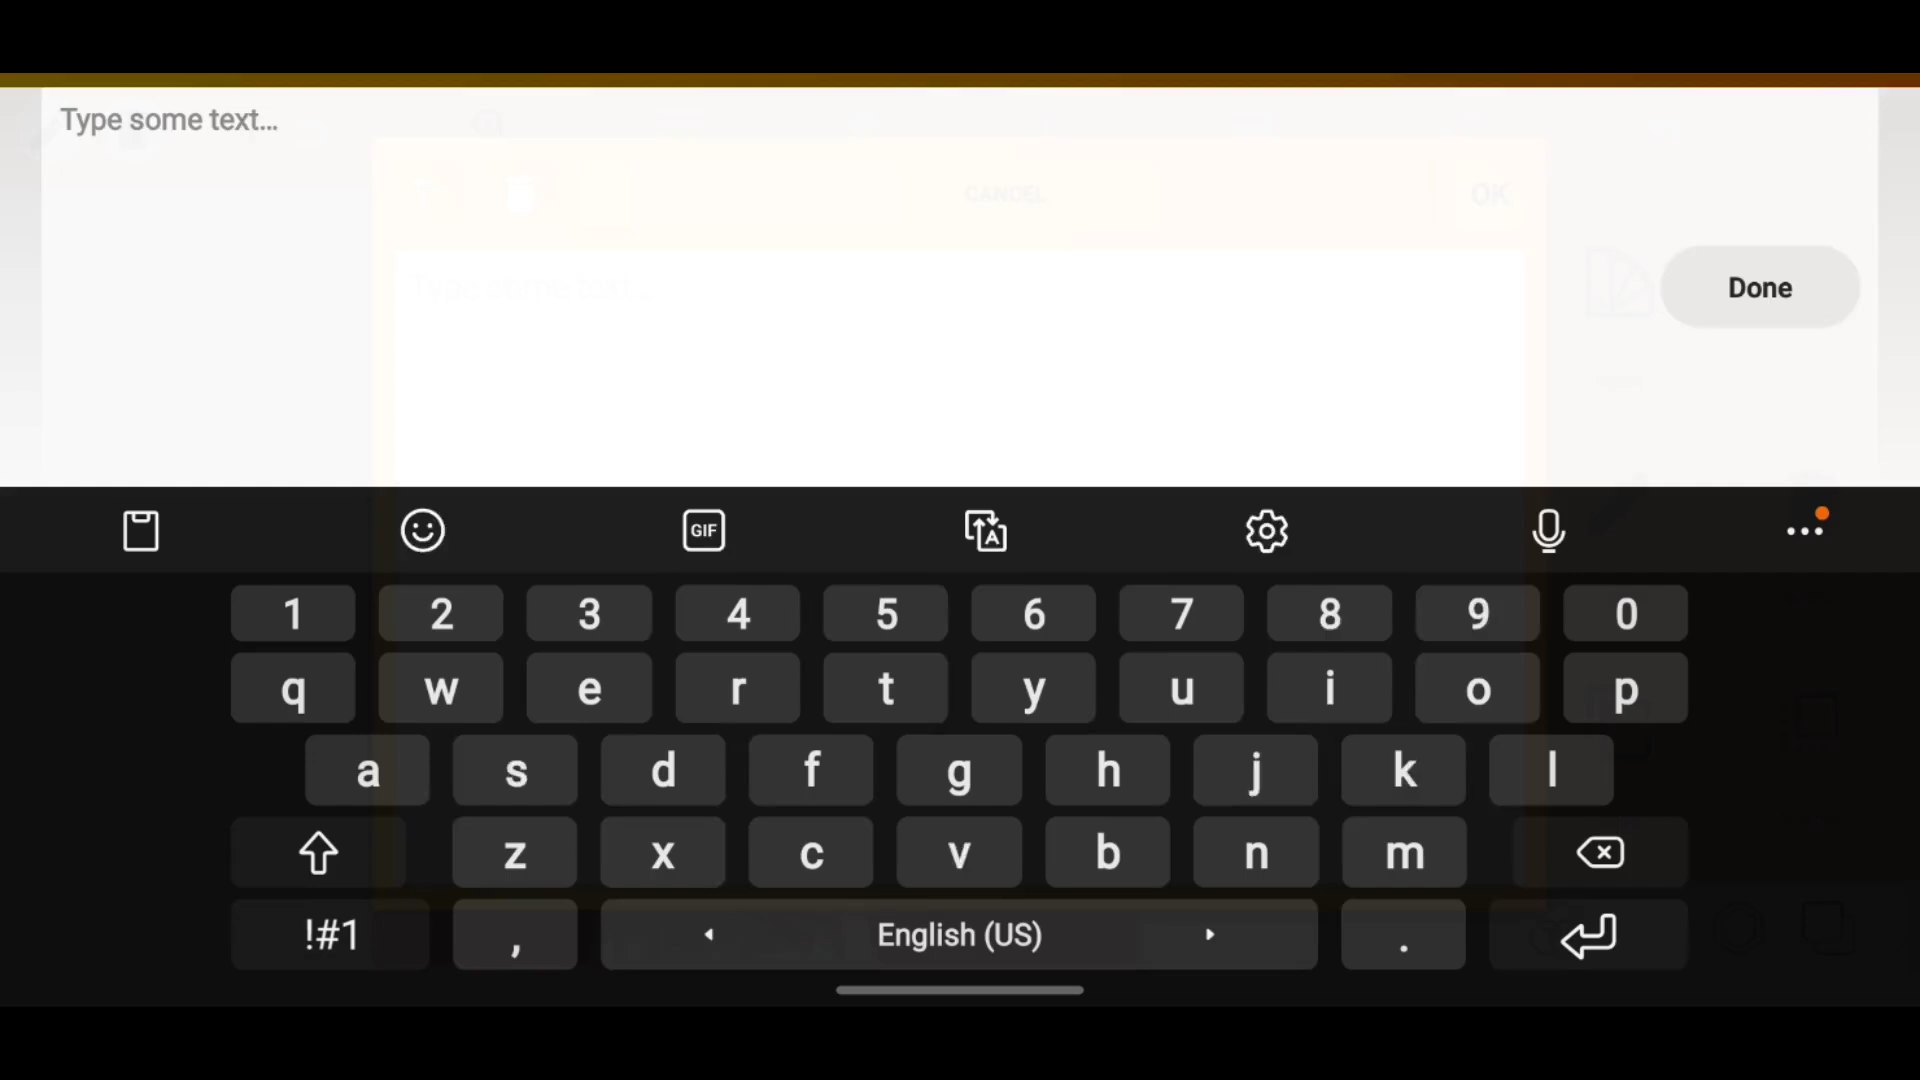 Type some text...
CANCEL
OK
Type some text...
Done
GIF
A
1 2 3 4 5 6 7 8 9 0
q w e r t y u i o p
a s d f g h j k l
z x c v b n m
!#1 , English (US) .